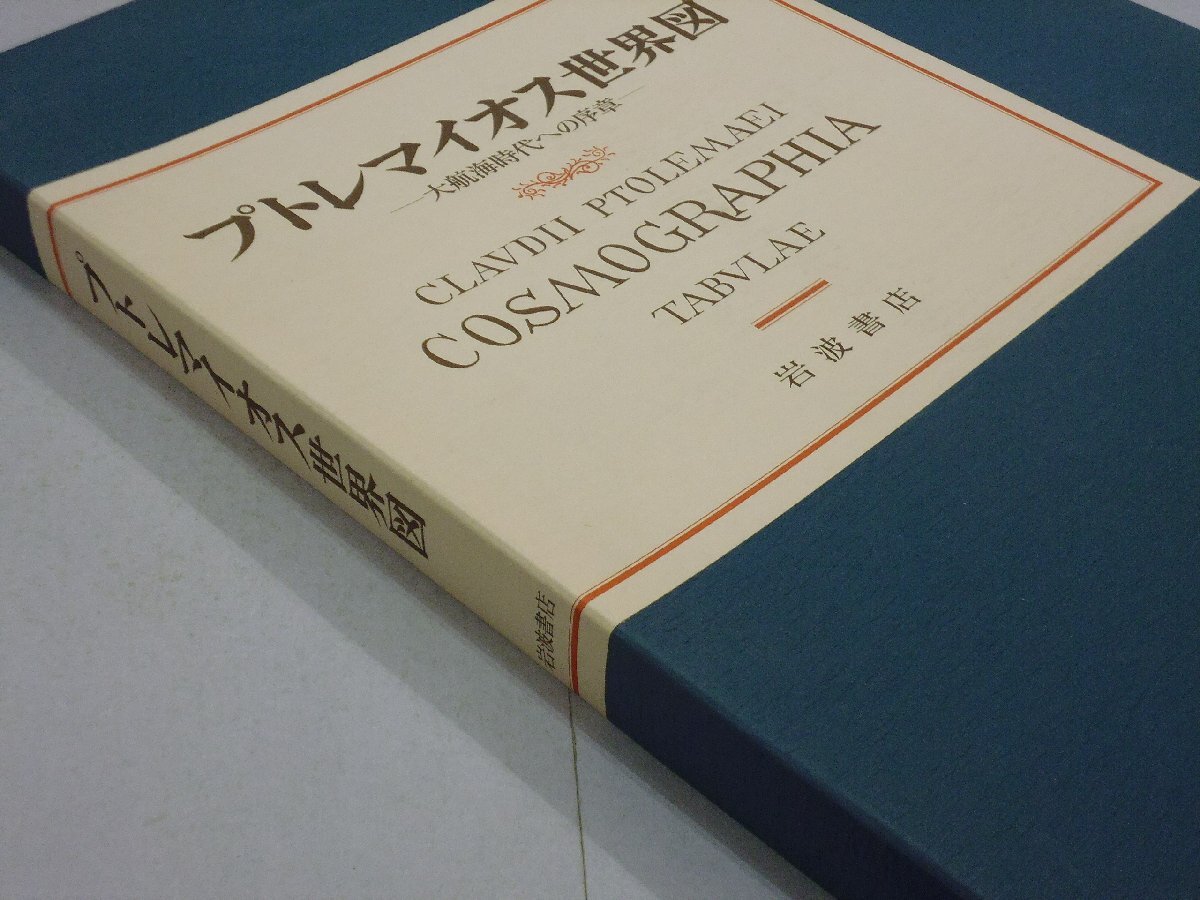 プトレマイオス世界図
―大航海時代への序章―
CLAVDII PTOLEMAEI
COSMOGRAPHIA
TABVLAE
岩波書店
プトレマイオス世界図
岩波書店